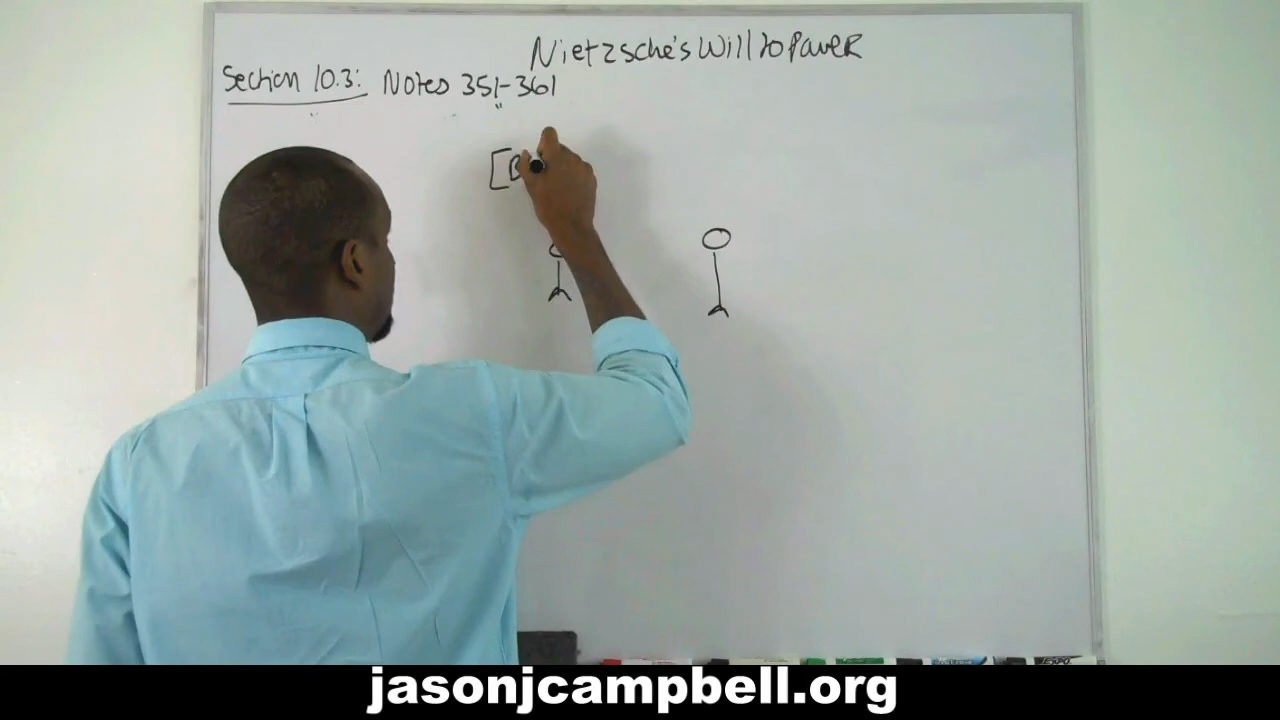 Nietzsche's Will to Power
Section 10.3: Notes 351-361
[B
jasonjcampbell.org